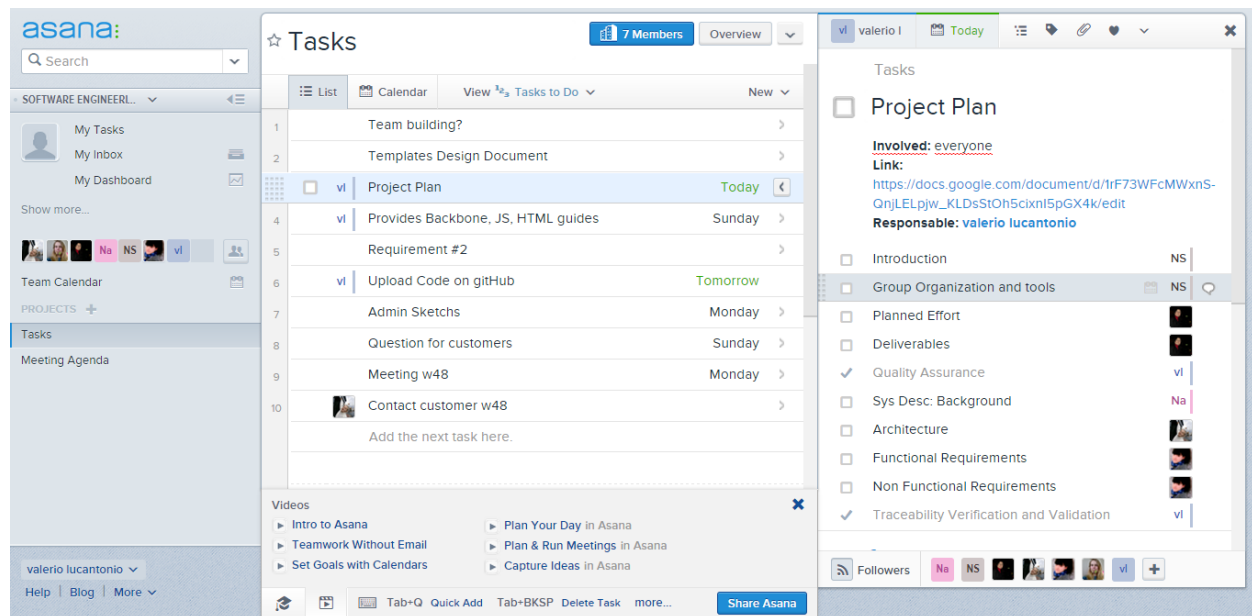 asana:
Search
SOFTWARE ENGINEERI...
My Tasks
My Inbox
My Dashboard
Show more...
Na NS vl
Team Calendar
PROJECTS +
Tasks
Meeting Agenda
valerio lucantonio
Help | Blog | More
Tasks
7 Members
Overview
List
Calendar
View Tasks to Do
New
1 Team building?
2 Templates Design Document
vl Project Plan Today
4 vl Provides Backbone, JS, HTML guides Sunday
5 Requirement #2
6 vl Upload Code on gitHub Tomorrow
7 Admin Sketchs Monday
8 Question for customers Sunday
9 Meeting w48 Monday
10 Contact customer w48
Add the next task here.
Videos
Intro to Asana
Teamwork Without Email
Set Goals with Calendars
Plan Your Day in Asana
Plan & Run Meetings in Asana
Capture Ideas in Asana
Tab+Q Quick Add Tab+BKSP Delete Task more...
Share Asana
vl valerio l
Today
Tasks
Project Plan
Involved: everyone
Link:
https://docs.google.com/document/d/1rF73WFcMWxnS-
QnjLELpjw_KLDsStOh5cixnI5pGX4k/edit
Responsable: valerio lucantonio
Introduction NS
Group Organization and tools NS
Planned Effort
Deliverables
Quality Assurance vl
Sys Desc: Background Na
Architecture
Functional Requirements
Non Functional Requirements
Traceability Verification and Validation vl
Followers Na NS vl +